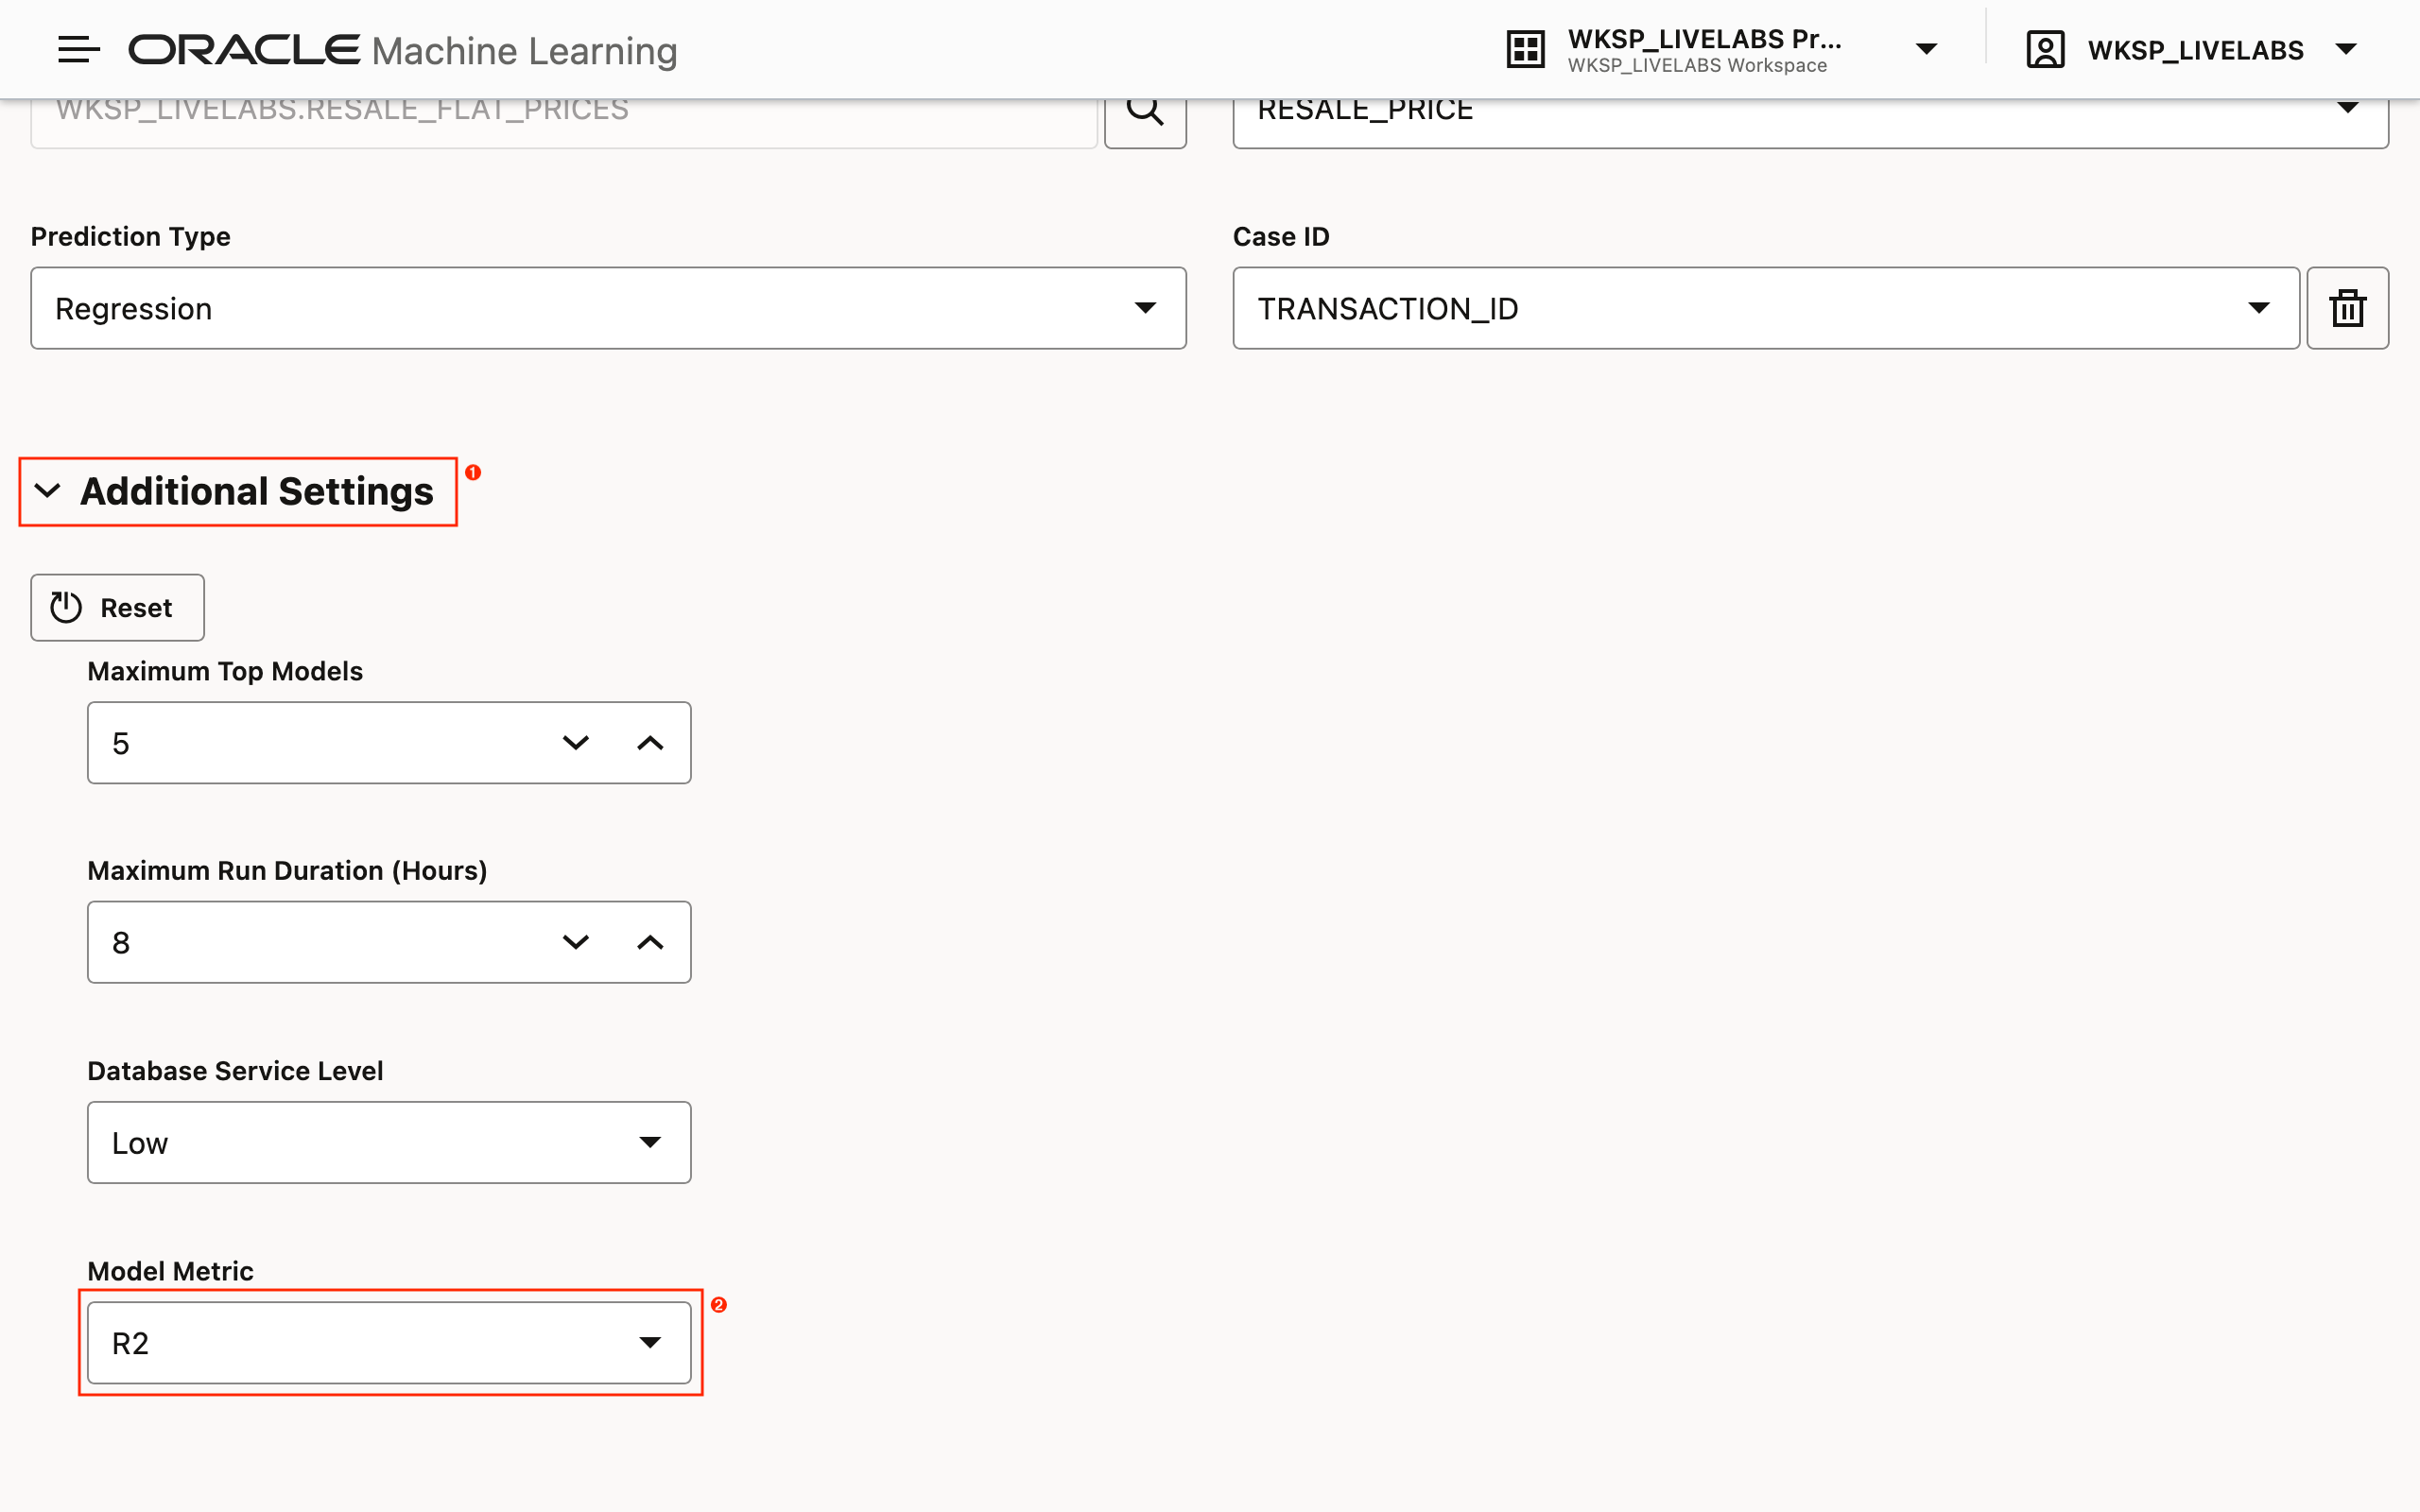 ORACLE Machine Learning
WKSP_LIVELABS Pr...
WKSP_LIVELABS Workspace
WKSP_LIVELABS
WKSP_LIVELABS.RESALE_FLAT_PRICES
RESALE_PRICE
Prediction Type
Case ID
Regression
TRANSACTION_ID
Additional Settings
1
Reset
Maximum Top Models
5
Maximum Run Duration (Hours)
8
Database Service Level
Low
Model Metric
2
R2